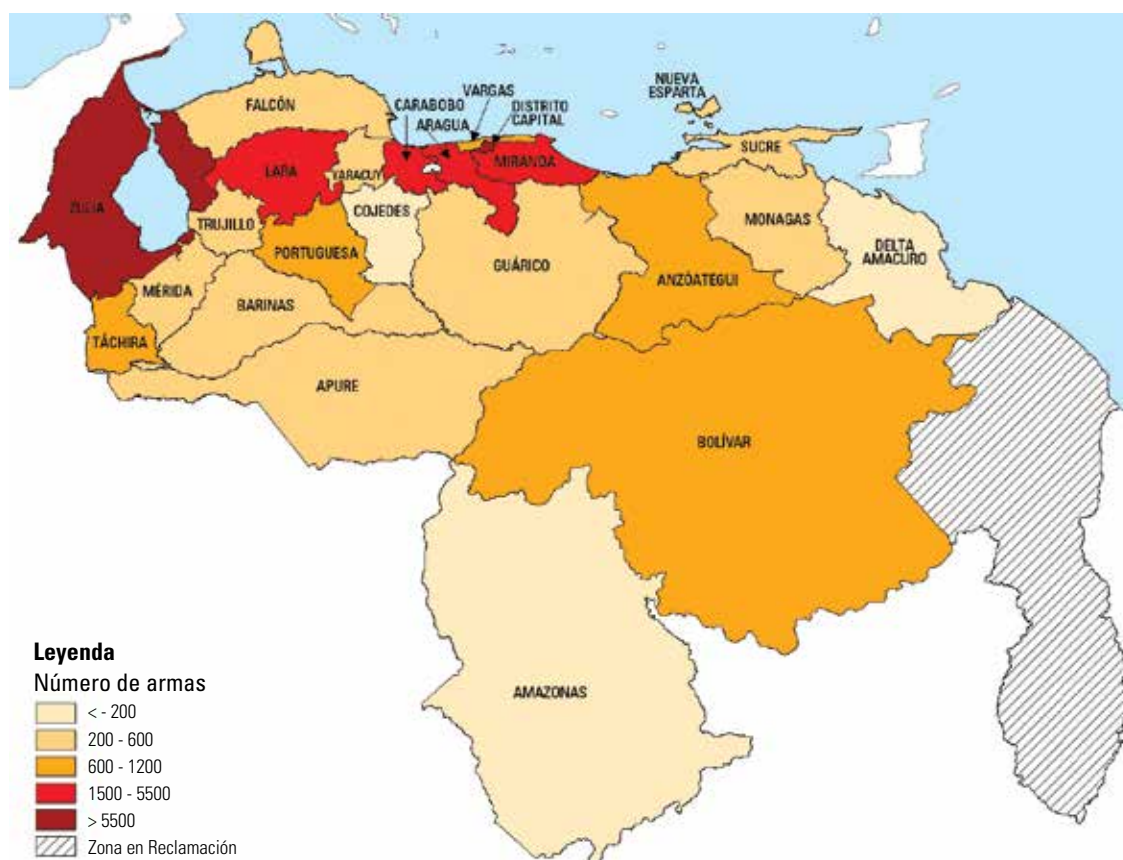 NUEVA
ESPARTA
VARGAS
DISTRITO
CAPITAL
CARABOBO
ARAGUA
FALCÓN
SUCRE
MIRANDA
LARA
YARACUY
ZULIA
COJEDES
TRUJILLO
MONAGAS
DELTA
AMACURO
PORTUGUESA
GUÁRICO
ANZÓATEGUI
MÉRIDA
BARINAS
TÁCHIRA
APURE
BOLÍVAR
AMAZONAS
Leyenda
Número de armas
< - 200
200 - 600
600 - 1200
1500 - 5500
> 5500
Zona en Reclamación